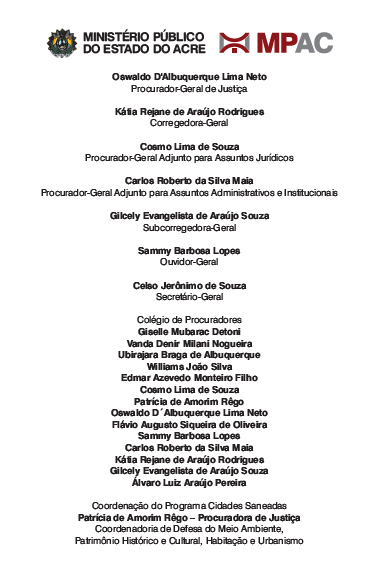 MINISTÉRIO PÚBLICO
DO ESTADO DO ACRE
MPAC
Oswaldo D'Albuquerque Lima Neto
Procurador-Geral de Justiça
Kátia Rejane de Araújo Rodrigues
Corregedora-Geral
Cosmo Lima de Souza
Procurador-Geral Adjunto para Assuntos Jurídicos
Carlos Roberto da Silva Maia
Procurador-Geral Adjunto para Assuntos Administrativos e Institucionais
Gilcely Evangelista de Araújo Souza
Subcorregedora-Geral
Sammy Barbosa Lopes
Ouvidor-Geral
Celso Jerônimo de Souza
Secretário-Geral
Colégio de Procuradores
Giselle Mubarac Detoni
Vanda Denir Milani Nogueira
Ubirajara Braga de Albuquerque
Williams João Silva
Edmar Azevedo Monteiro Filho
Cosmo Lima de Souza
Patrícia de Amorim Rêgo
Oswaldo D´Albuquerque Lima Neto
Flávio Augusto Siqueira de Oliveira
Sammy Barbosa Lopes
Carlos Roberto da Silva Maia
Kátia Rejane de Araújo Rodrigues
Gilcely Evangelista de Araújo Souza
Álvaro Luiz Araújo Pereira
Coordenação do Programa Cidades Saneadas
Patrícia de Amorim Rêgo – Procuradora de Justiça
Coordenadoria de Defesa do Meio Ambiente,
Patrimônio Histórico e Cultural, Habitação e Urbanismo